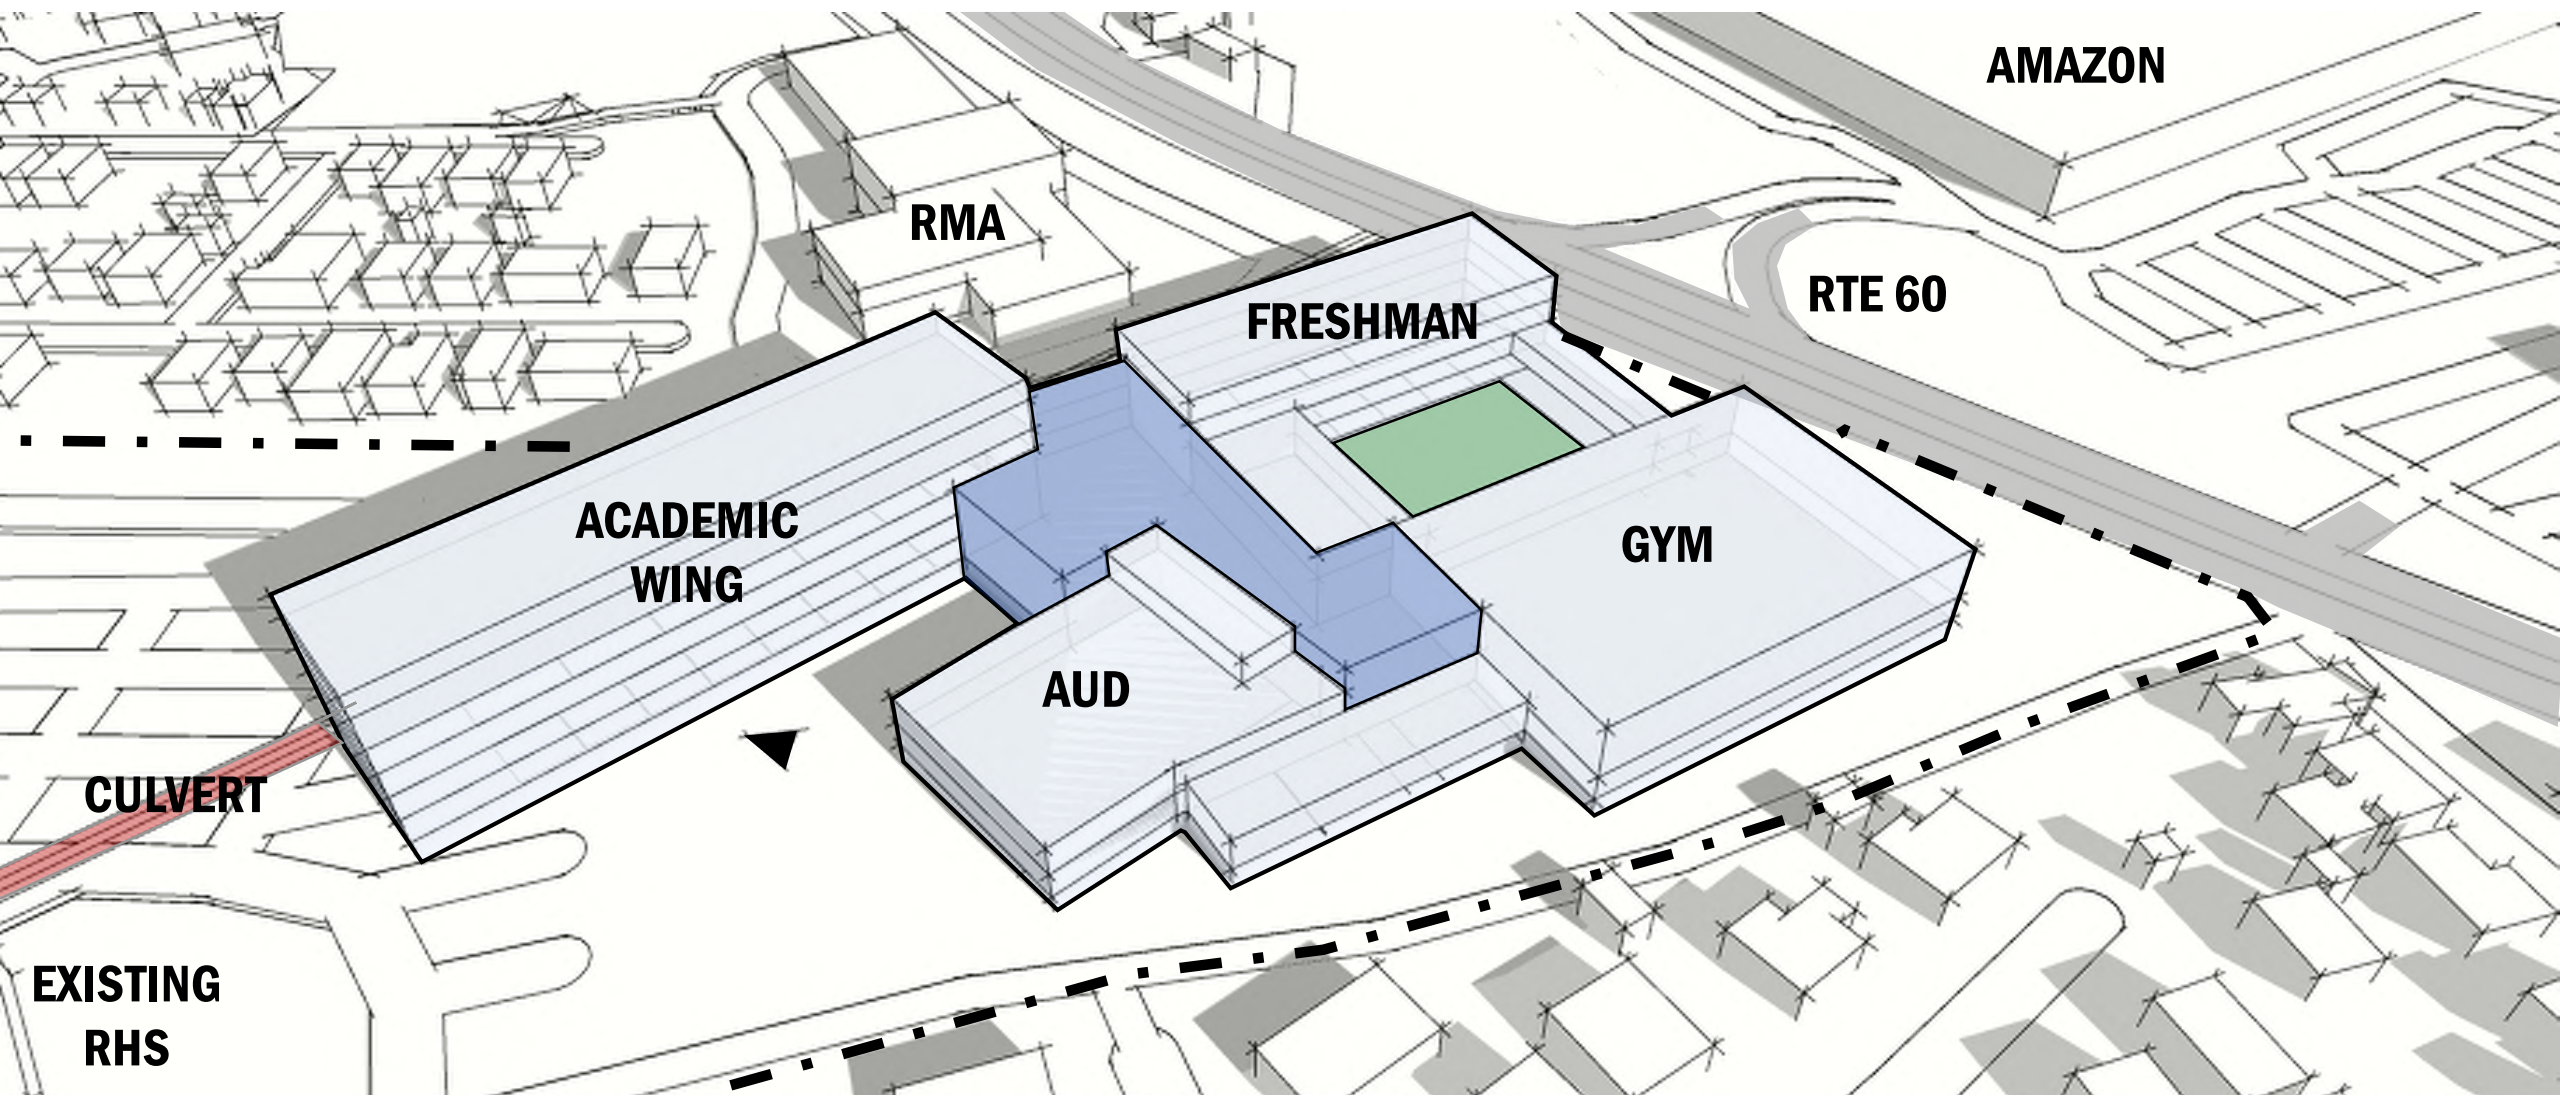 AMAZON
RMA
RTE 60
FRESHMAN
ACADEMIC
WING
GYM
AUD
CULVERT
EXISTING
RHS